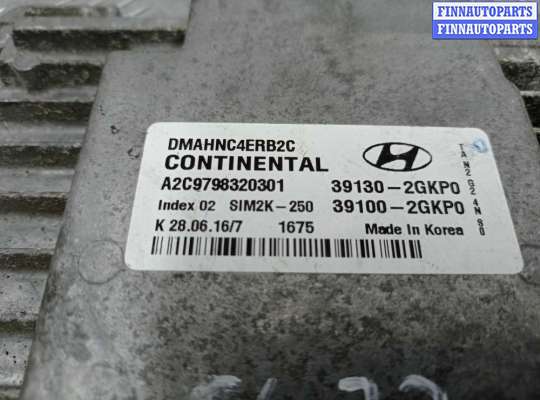 FINNAUTOPARTS
FINNAUTOPARTS
DMAHNC4ERB2C
CONTINENTAL
A2C9798320301 39130-2GKP0
Index 02 SIM2K-250 39100-2GKP0
K 28.06.16/7 1675 Made In Korea
TAN2G24NS0